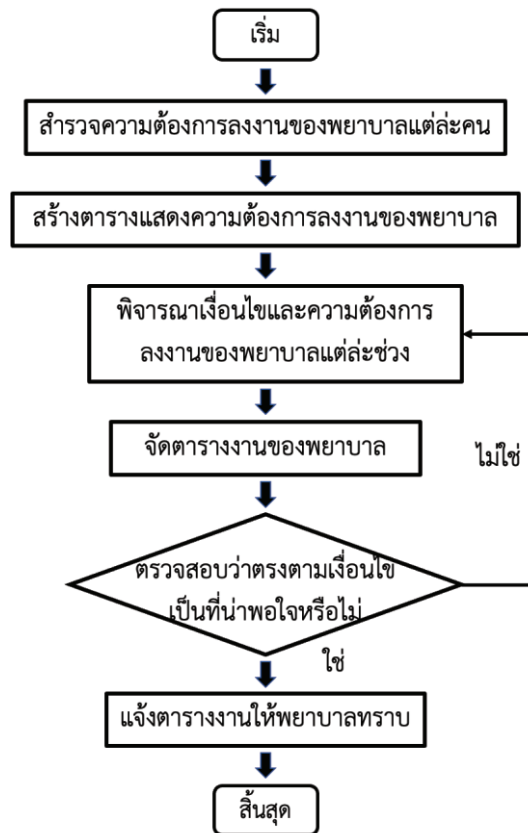 เริ่ม
สำรวจความต้องการลงงานของพยาบาลแต่ล่ะคน
สร้างตารางแสดงความต้องการลงงานของพยาบาล
พิจารณาเงื่อนไขและความต้องการ
ลงงานของพยาบาลแต่ล่ะช่วง
จัดตารางงานของพยาบาล
ไม่ใช่
ตรวจสอบว่าตรงตามเงื่อนไข
เป็นที่น่าพอใจหรือไม่
ใช่
แจ้งตารางงานให้พยาบาลทราบ
สิ้นสุด